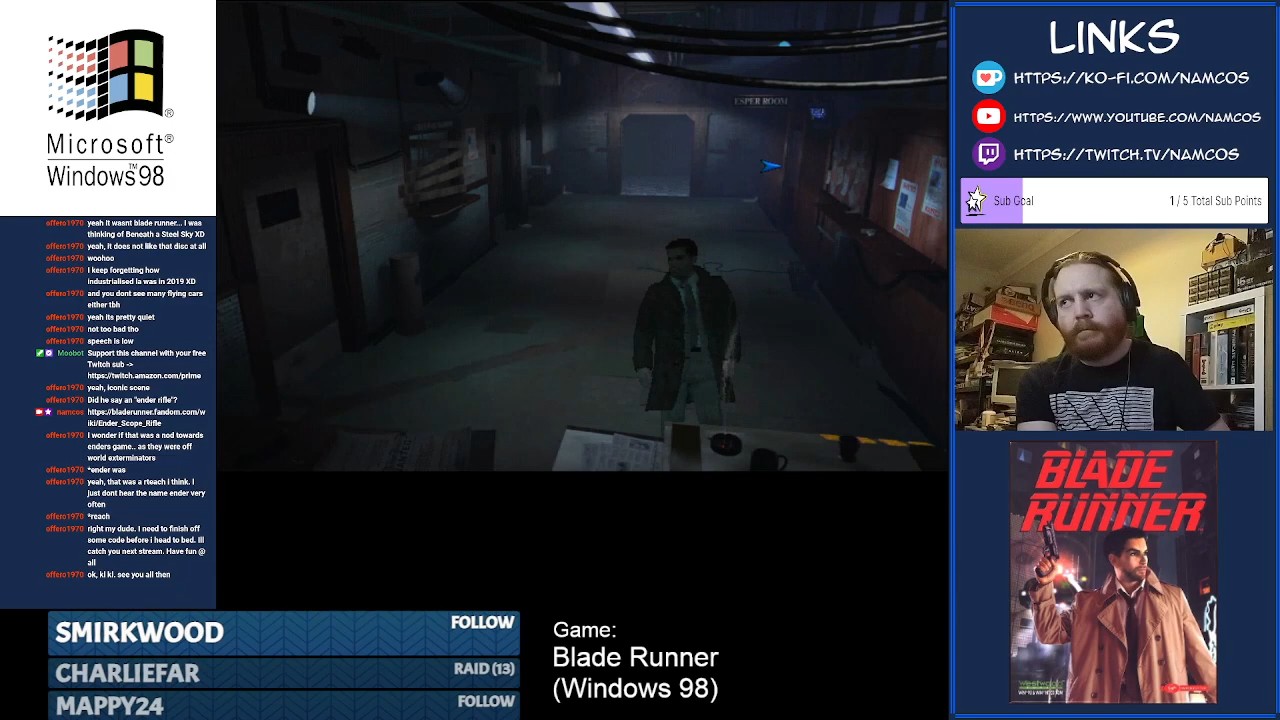 Microsoft®
Windows™98
offero1970 yeah it wasnt blade runner... I was
thinking of Beneath a Steel Sky XD
offero1970 yeah, it does not like that disc at all
offero1970 woohoo
offero1970 I keep forgetting how
industrialised la was in 2019 XD
offero1970 and you dont see many flying cars
either tbh
offero1970 yeah its pretty quiet
offero1970 not too bad tho
offero1970 speech is low
Moobot Support this channel with your free
Twitch sub ->
https://twitch.amazon.com/prime
offero1970 yeah, iconic scene
offero1970 Did he say an "ender rifle"?
namcos https://bladerunner.fandom.com/w
iki/Ender_Scope_Rifle
offero1970 I wonder if that was a nod towards
enders game.. as they were off
world exterminators
offero1970 *ender was
offero1970 yeah, that was a rteach i think. I
just dont hear the name ender very
often
offero1970 *reach
offero1970 right my dude. I need to finish off
some code before i head to bed. Ill
catch you next stream. Have fun @
all
offero1970 ok, ki ki. see you all then
ESPER ROOM
SMIRKWOOD FOLLOW
CHARLIEFAR RAID (13)
MAPPY24 FOLLOW
Game:
Blade Runner
(Windows 98)
LINKS
HTTPS://KO-FI.COM/NAMCOS
HTTPS://WWW.YOUTUBE.COM/NAMCOS
HTTPS://TWITCH.TV/NAMCOS
Sub Goal 1 / 5 Total Sub Points
BLADE
RUNNER
Westwood